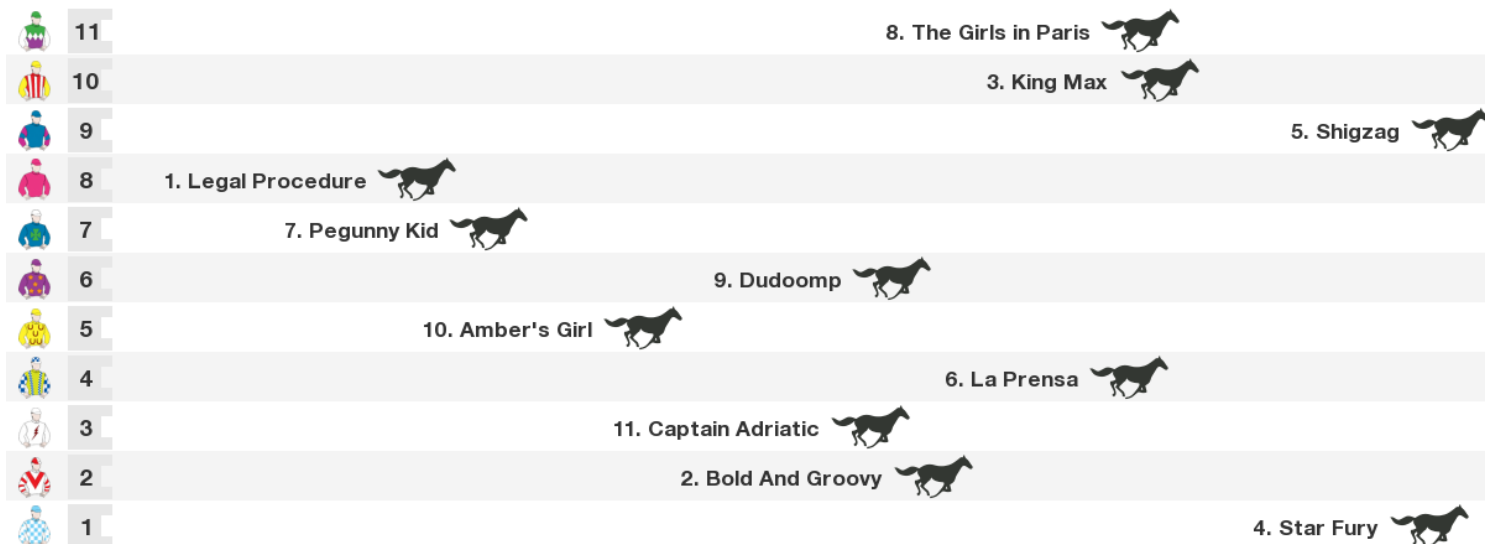 11 8. The Girls in Paris
10 3. King Max
9 5. Shigzag
8 1. Legal Procedure
7 7. Pegunny Kid
6 9. Dudoomp
5 10. Amber's Girl
4 6. La Prensa
3 11. Captain Adriatic
2 2. Bold And Groovy
1 4. Star Fury